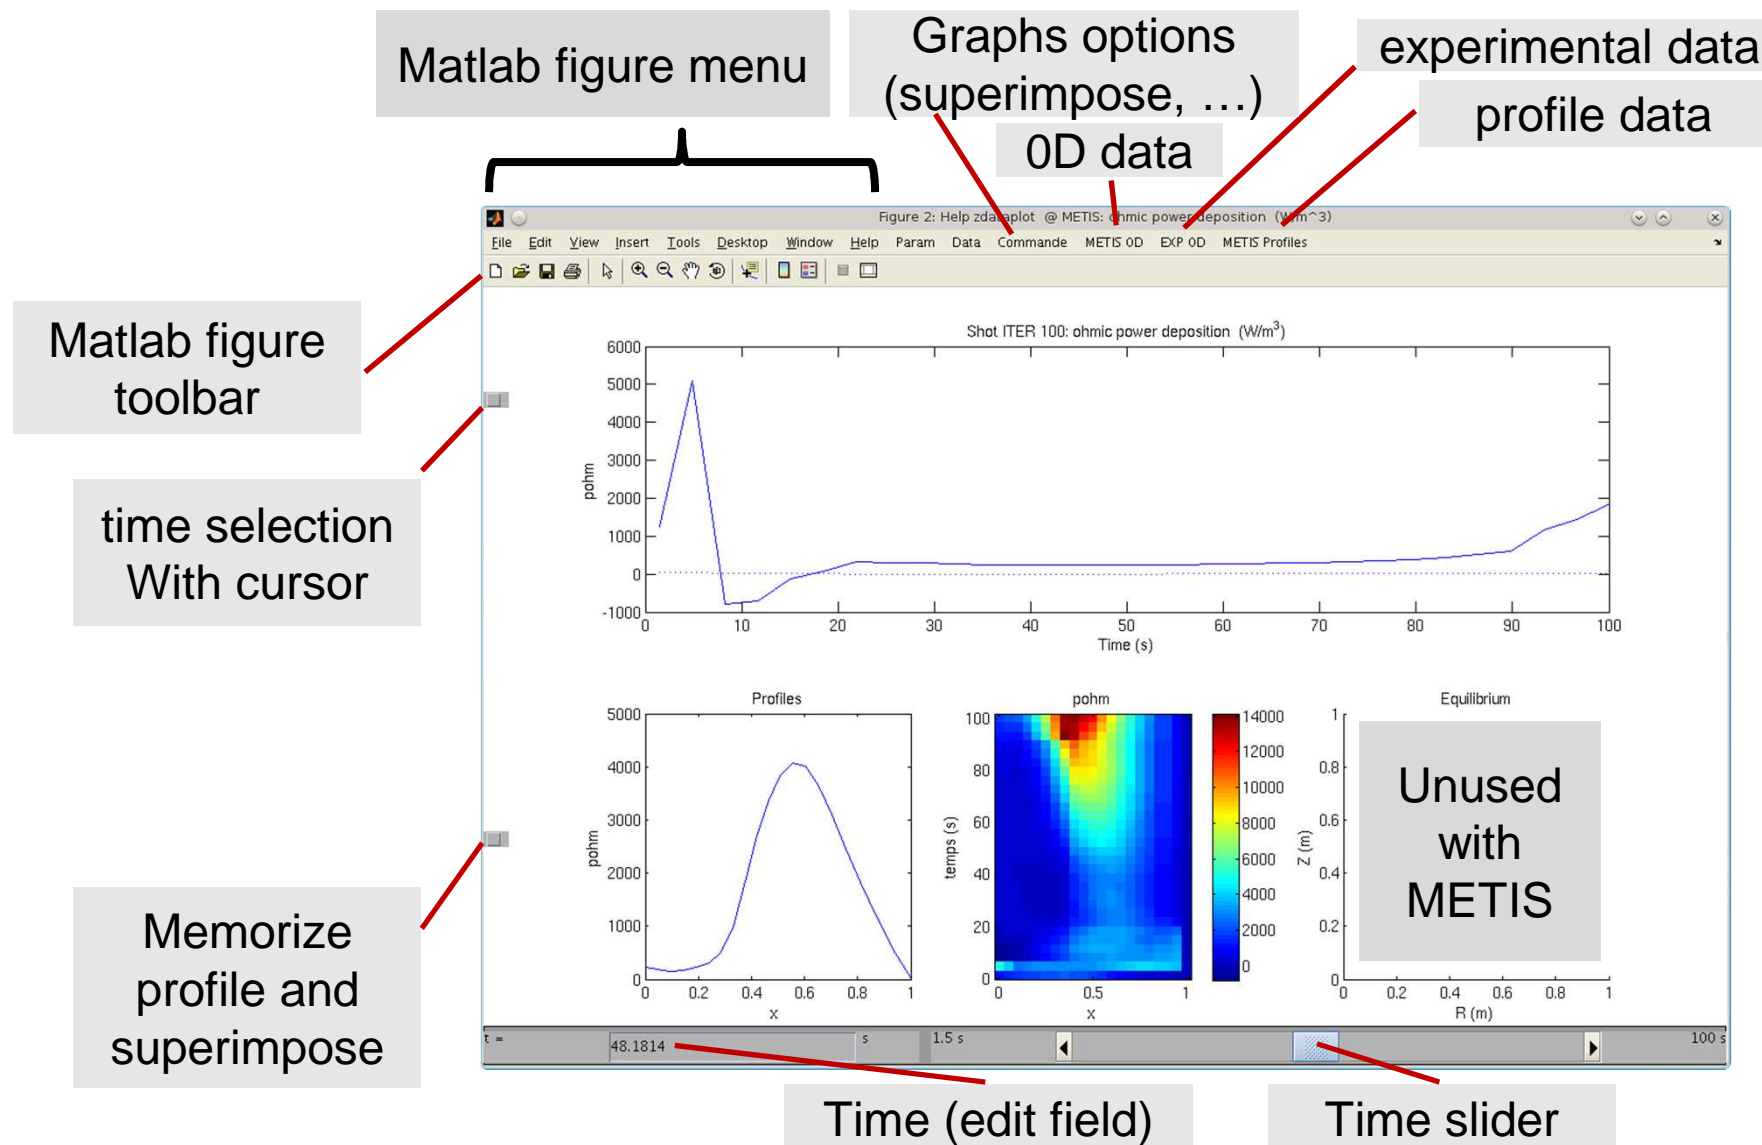 Matlab figure menu
Graphs options
(superimpose, …)
0D data
experimental data
profile data
Figure 2: Help zdataplot @ METIS: ohmic power deposition (W/m^3)
File Edit View Insert Tools Desktop Window Help Param Data Commande METIS 0D EXP 0D METIS Profiles
Matlab figure
toolbar
time selection
With cursor
Memorize
profile and
superimpose
Shot ITER 100: ohmic power deposition (W/m³)
6000
5000
4000
3000
2000
1000
0
-1000
pohm
0 10 20 30 40 50 60 70 80 90 100
Time (s)
Profiles
5000
4000
3000
2000
1000
0
pohm
0 0.2 0.4 0.6 0.8 1
x
pohm
100
80
60
40
20
0
temps (s)
0 0.5 1
x
14000
12000
10000
8000
6000
4000
2000
0
Equilibrium
1
0.8
0.6
0.4
0.2
0
Z (m)
0 0.2 0.4 0.6 0.8 1
R (m)
Unused
with
METIS
t = 48.1814 s 1.5 s 100 s
Time (edit field)
Time slider